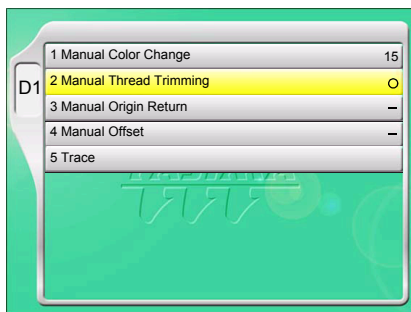 D1
1 Manual Color Change 15
2 Manual Thread Trimming O
3 Manual Origin Return –
4 Manual Offset –
5 Trace